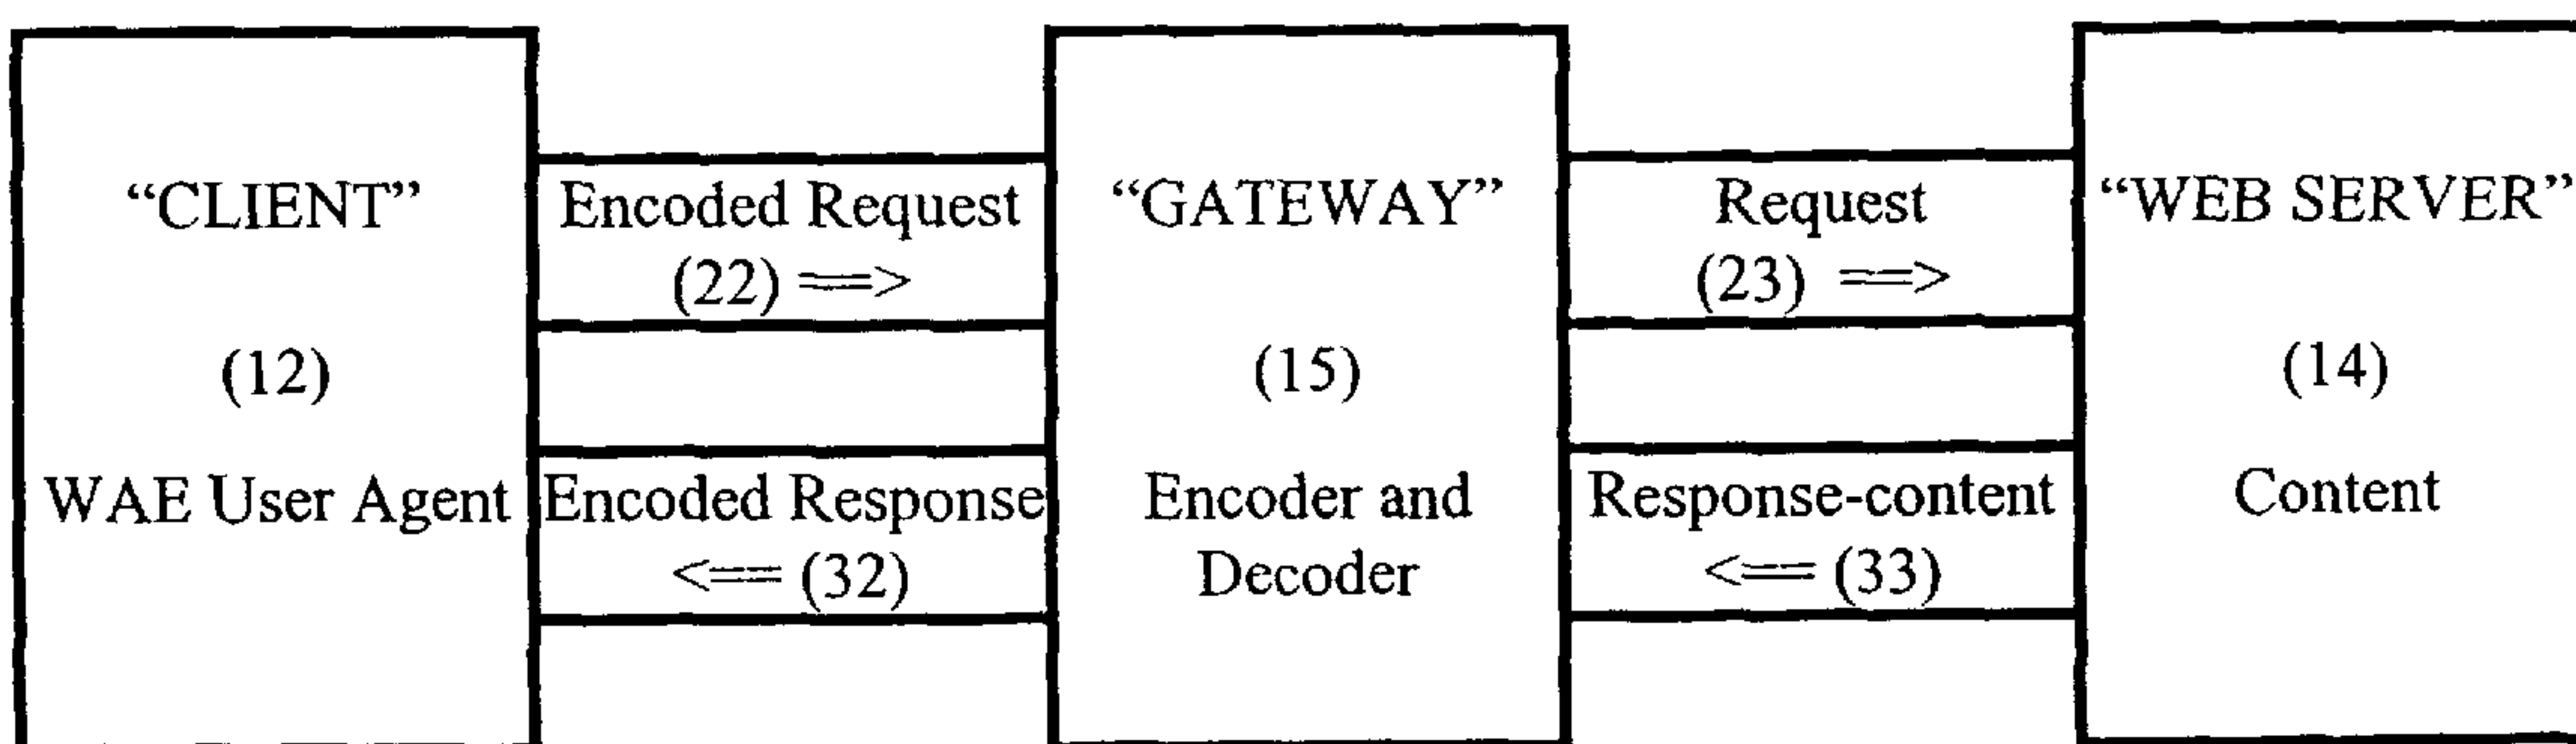 “CLIENT”
(12)
WAE User Agent
Encoded Request
(22) ==>
Encoded Response
<== (32)
“GATEWAY”
(15)
Encoder and
Decoder
Request
(23) ==>
Response-content
<== (33)
“WEB SERVER”
(14)
Content